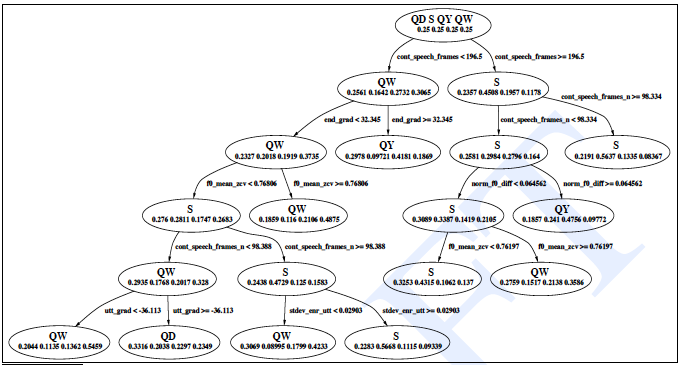 QD S QY QW
0.25 0.25 0.25 0.25
cont_speech_frames < 196.5
cont_speech_frames >= 196.5
QW
0.2561 0.1642 0.2732 0.3065
S
0.2357 0.4508 0.1957 0.1178
end_grad < 32.345
end_grad >= 32.345
cont_speech_frames_n < 98.334
cont_speech_frames_n >= 98.334
QW
0.2327 0.2018 0.1919 0.3735
QY
0.2978 0.09721 0.4181 0.1869
S
0.2581 0.2984 0.2796 0.164
S
0.2191 0.5637 0.1335 0.08367
f0_mean_zcv < 0.76806
f0_mean_zcv >= 0.76806
norm_f0_diff < 0.064562
norm_f0_diff >= 0.064562
S
0.276 0.2811 0.1747 0.2683
QW
0.1859 0.116 0.2106 0.4875
S
0.3089 0.3387 0.1419 0.2105
QY
0.1857 0.241 0.4756 0.09772
cont_speech_frames_n < 98.388
cont_speech_frames_n >= 98.388
f0_mean_zcv < 0.76197
f0_mean_zcv >= 0.76197
QW
0.2935 0.1768 0.2017 0.328
S
0.2438 0.4729 0.125 0.1583
S
0.3253 0.4315 0.1062 0.137
QW
0.2759 0.1517 0.2138 0.3586
utt_grad < -36.113
utt_grad >= -36.113
stdev_enr_utt < 0.02903
stdev_enr_utt >= 0.02903
QW
0.2044 0.1135 0.1362 0.5459
QD
0.3316 0.2038 0.2297 0.2349
QW
0.3069 0.08995 0.1799 0.4233
S
0.2283 0.5668 0.1115 0.09339